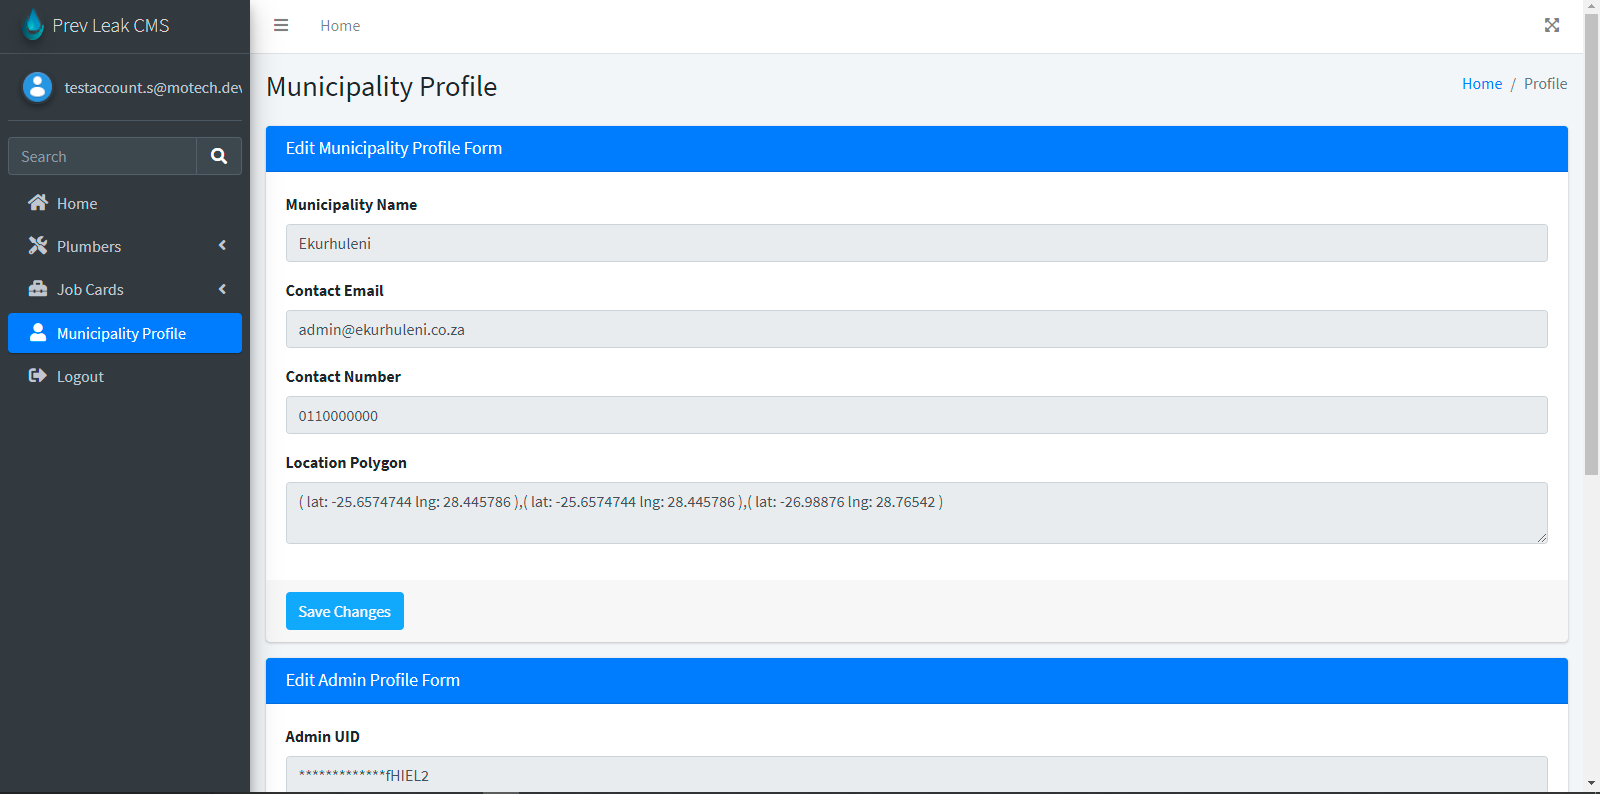 Prev Leak CMS
Home
testaccount.s@motech.dev
Search
Home
Plumbers
Job Cards
Municipality Profile
Logout
Municipality Profile
Home / Profile
Edit Municipality Profile Form
Municipality Name
Ekurhuleni
Contact Email
admin@ekurhuleni.co.za
Contact Number
0110000000
Location Polygon
( lat: -25.6574744 lng: 28.445786 ),( lat: -25.6574744 lng: 28.445786 ),( lat: -26.98876 lng: 28.76542 )
Save Changes
Edit Admin Profile Form
Admin UID
*************fHIEL2